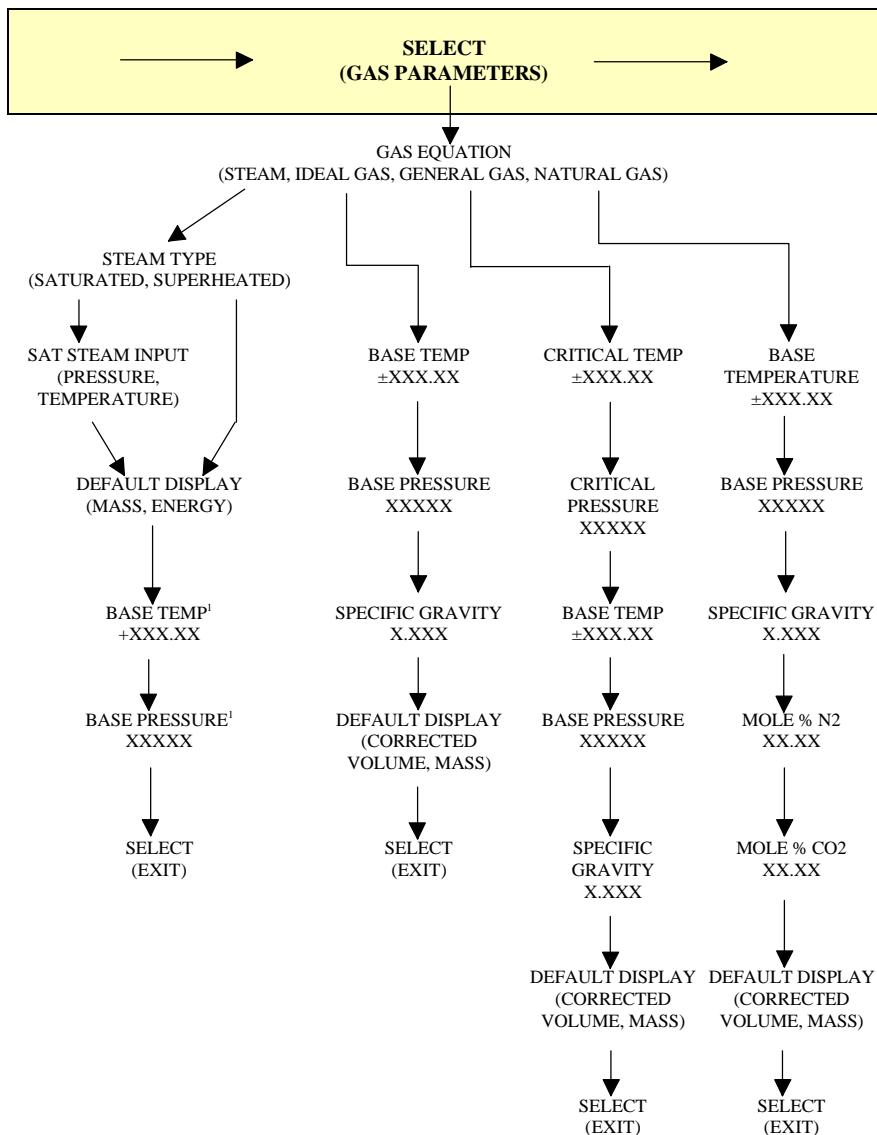 SELECT
(GAS PARAMETERS)
GAS EQUATION
(STEAM, IDEAL GAS, GENERAL GAS, NATURAL GAS)
STEAM TYPE
(SATURATED, SUPERHEATED)
SAT STEAM INPUT
(PRESSURE,
TEMPERATURE)
DEFAULT DISPLAY
(MASS, ENERGY)
BASE TEMP¹
+XXX.XX
BASE PRESSURE¹
XXXXX
SELECT
(EXIT)
BASE TEMP
±XXX.XX
BASE PRESSURE
XXXXX
SPECIFIC GRAVITY
X.XXX
DEFAULT DISPLAY
(CORRECTED
VOLUME, MASS)
SELECT
(EXIT)
CRITICAL TEMP
±XXX.XX
CRITICAL
PRESSURE
XXXXX
BASE TEMP
±XXX.XX
BASE PRESSURE
XXXXX
SPECIFIC
GRAVITY
X.XXX
DEFAULT DISPLAY
(CORRECTED
VOLUME, MASS)
SELECT
(EXIT)
BASE
TEMPERATURE
±XXX.XX
BASE PRESSURE
XXXXX
SPECIFIC GRAVITY
X.XXX
MOLE % N2
XX.XX
MOLE % CO2
XX.XX
DEFAULT DISPLAY
(CORRECTED
VOLUME, MASS)
SELECT
(EXIT)